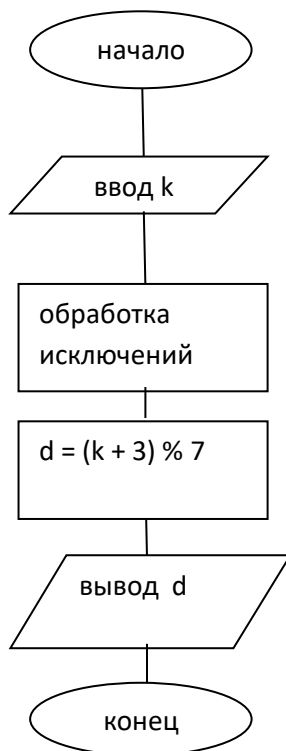 начало
ввод k
обработка
исключений
d = (k + 3) % 7
вывод d
конец